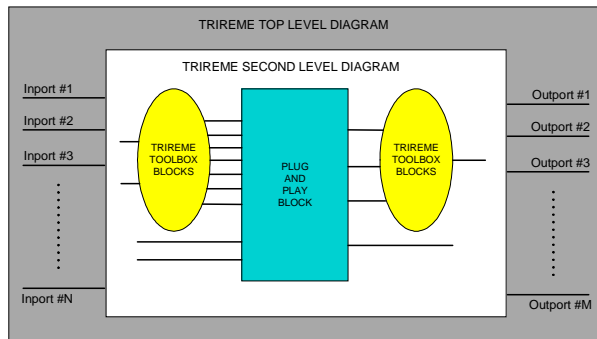 TRIREME TOP LEVEL DIAGRAM
TRIREME SECOND LEVEL DIAGRAM
Inport #1
Inport #2
Inport #3
Inport #N
TRIREME
TOOLBOX
BLOCKS
PLUG
AND
PLAY
BLOCK
TRIREME
TOOLBOX
BLOCKS
Outport #1
Outport #2
Outport #3
Outport #M